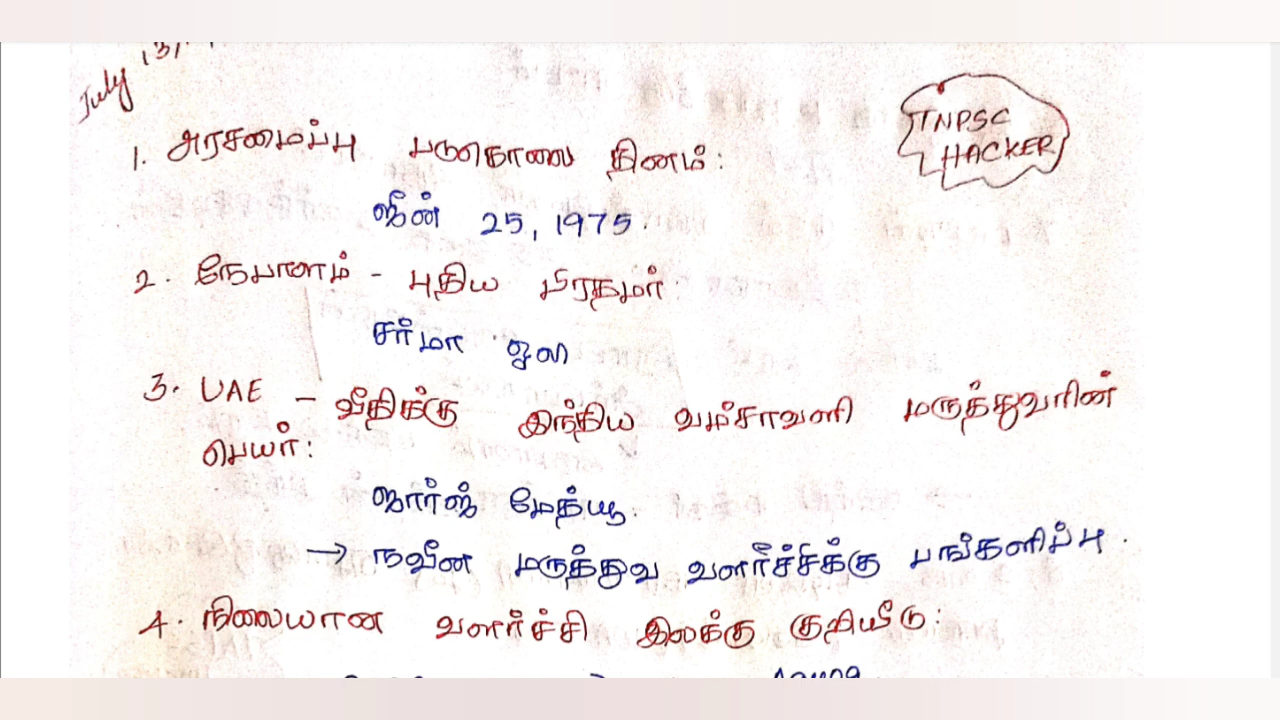 July 13/
TNPSC
HACKER
1. அரசமைப்பு படுகொலை தினம்:
ஜீன் 25, 1975.
2. நேபாளம் - புதிய பிரதமர்
சர்மா ஒலி
3. UAE - வீதிக்கு இந்திய வம்சாவளி மருத்துவரின்
பெயர்:
ஜார்ஜ் மேத்யூ.
→ நவீன மருத்துவ வளர்ச்சிக்கு பங்களிப்பு.
4. நிலையான வளர்ச்சி இலக்கு குறியீடு: